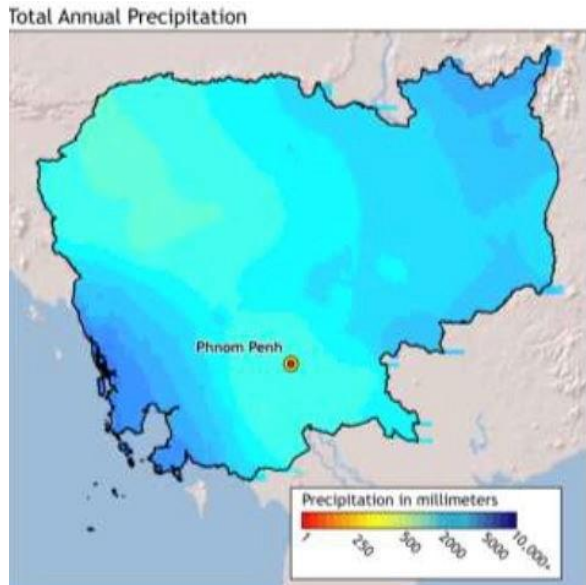 Total Annual Precipitation
Phnom Penh
Precipitation in millimeters
1 250 500 2000 5000 10,000+